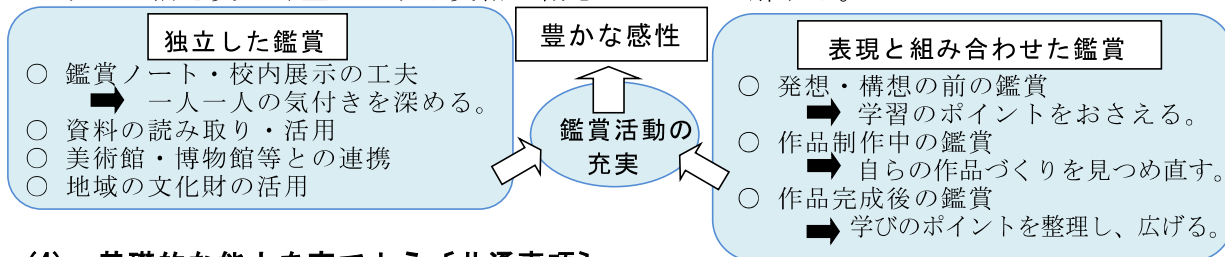 独立した鑑賞
○ 鑑賞ノート・校内展示の工夫
一人一人の気付きを深める。
○ 資料の読み取り・活用
○ 美術館・博物館等との連携
○ 地域の文化財の活用
豊かな感性
鑑賞活動の
充実
表現と組み合わせた鑑賞
○ 発想・構想の前の鑑賞
学習のポイントをおさえる。
○ 作品制作中の鑑賞
自らの作品づくりを見つめ直す。
○ 作品完成後の鑑賞
学びのポイントを整理し、広げる。